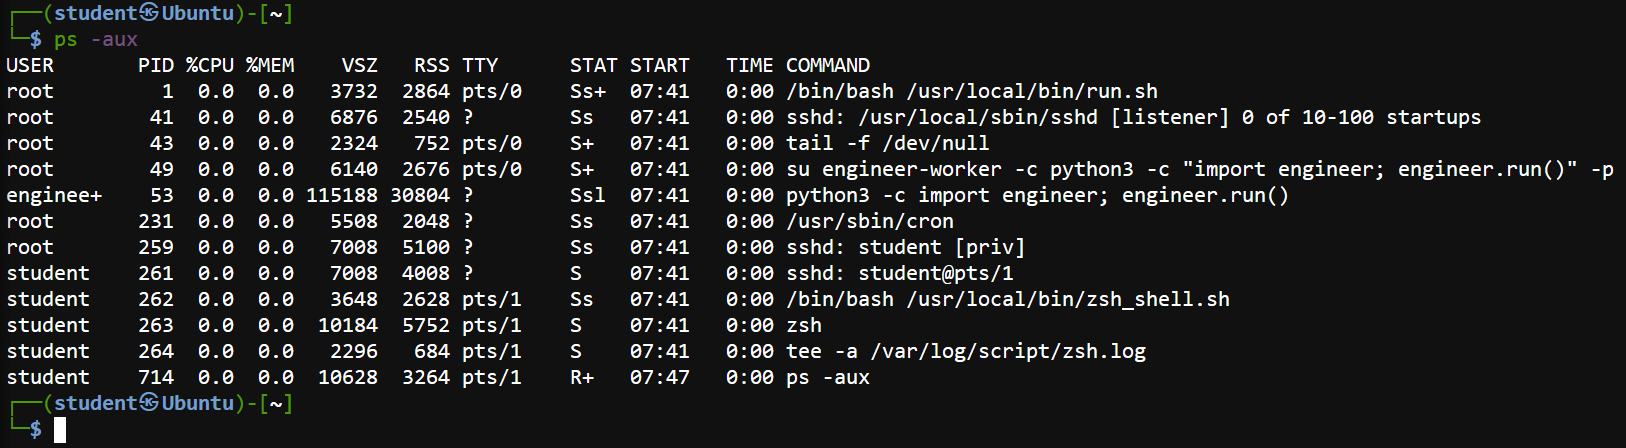 ┌──(student㉿Ubuntu)-[~]
└─$ ps -aux
USER       PID %CPU %MEM    VSZ   RSS TTY      STAT START   TIME COMMAND
root         1  0.0  0.0   3732  2864 pts/0    Ss+  07:41   0:00 /bin/bash /usr/local/bin/run.sh
root        41  0.0  0.0   6876  2540 ?        Ss   07:41   0:00 sshd: /usr/local/sbin/sshd [listener] 0 of 10-100 startups
root        43  0.0  0.0   2324   752 pts/0    S+   07:41   0:00 tail -f /dev/null
root        49  0.0  0.0   6140  2676 pts/0    S+   07:41   0:00 su engineer-worker -c python3 -c "import engineer; engineer.run()" -p
enginee+    53  0.0  0.0 115188 30804 ?        Ssl  07:41   0:00 python3 -c import engineer; engineer.run()
root       231  0.0  0.0   5508  2048 ?        Ss   07:41   0:00 /usr/sbin/cron
root       259  0.0  0.0   7008  5100 ?        Ss   07:41   0:00 sshd: student [priv]
student    261  0.0  0.0   7008  4008 ?        S    07:41   0:00 sshd: student@pts/1
student    262  0.0  0.0   3648  2628 pts/1    Ss   07:41   0:00 /bin/bash /usr/local/bin/zsh_shell.sh
student    263  0.0  0.0  10184  5752 pts/1    S    07:41   0:00 zsh
student    264  0.0  0.0   2296   684 pts/1    S    07:41   0:00 tee -a /var/log/script/zsh.log
student    714  0.0  0.0  10628  3264 pts/1    R+   07:47   0:00 ps -aux
┌──(student㉿Ubuntu)-[~]
└─$